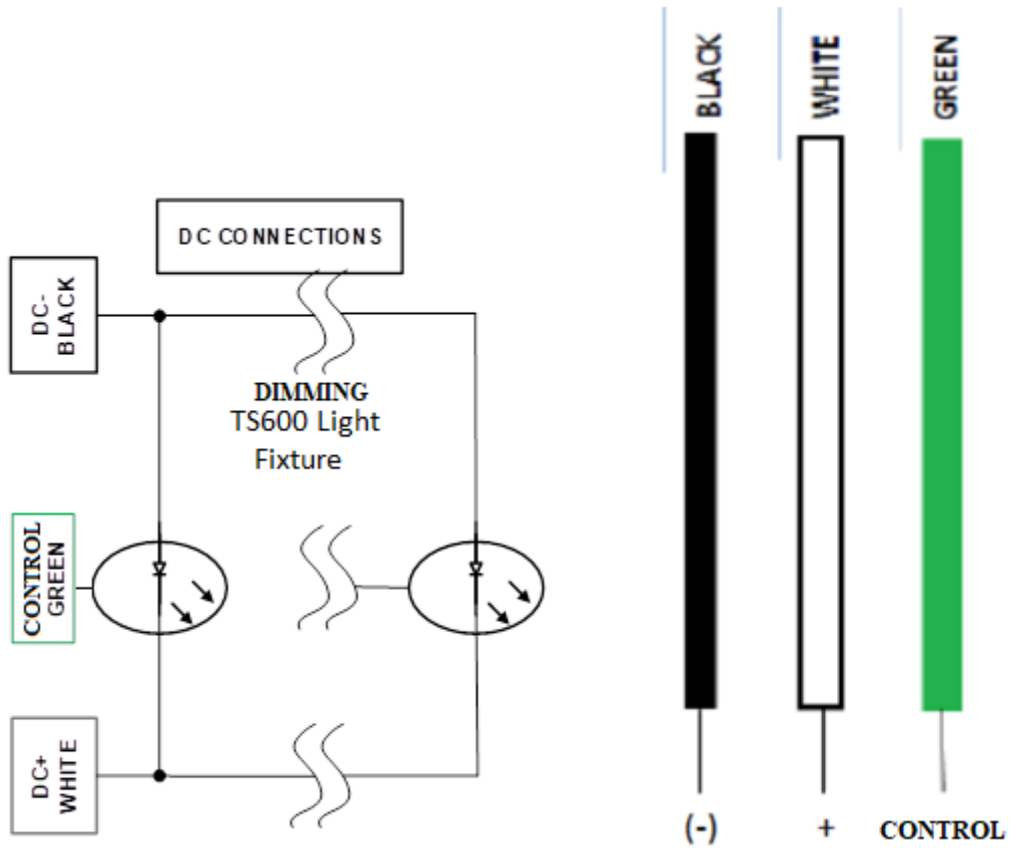 DC CONNECTIONS
DC-
BLACK
DIMMING
TS600 Light
Fixture
CONTROL
GREEN
DC+
WHITE
BLACK
WHITE
GREEN
(-)
+
CONTROL